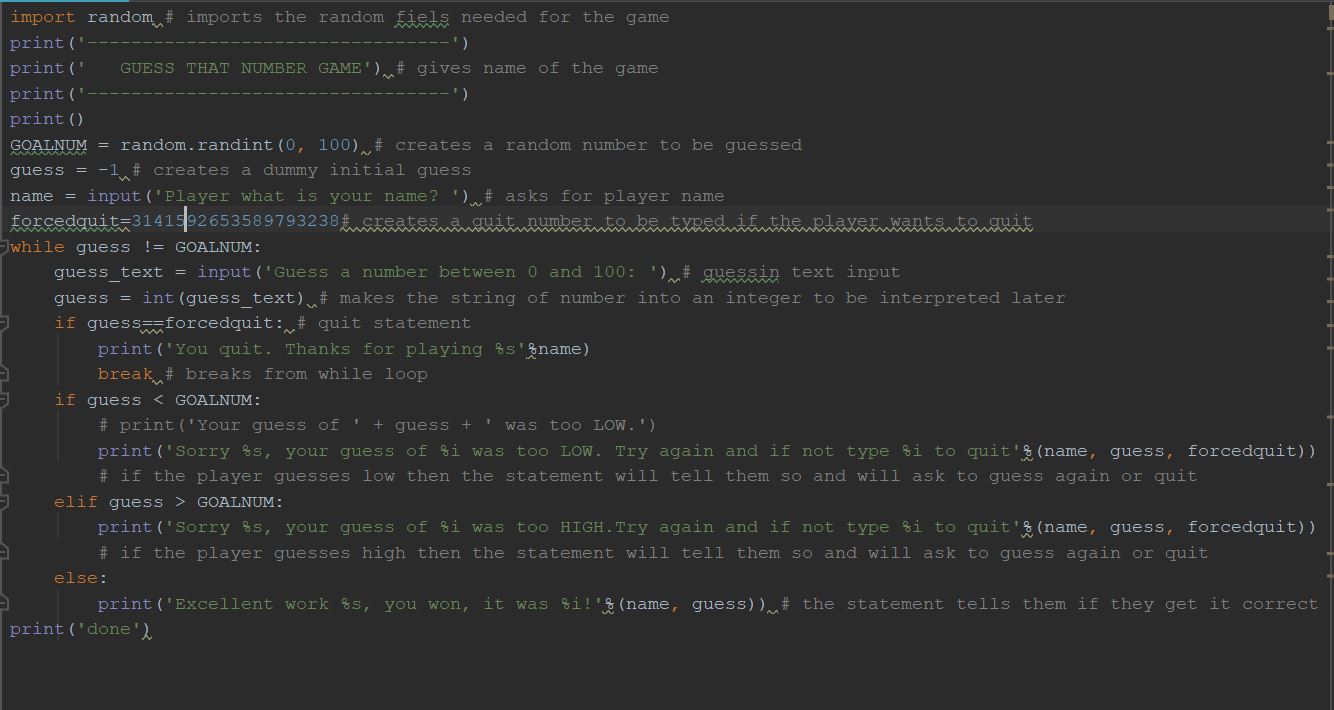 import random # imports the random fiels needed for the game
print('---------------------------------')
print('   GUESS THAT NUMBER GAME') # gives name of the game
print('---------------------------------')
print()
GOALNUM = random.randint(0, 100) # creates a random number to be guessed
guess = -1 # creates a dummy initial guess
name = input('Player what is your name? ') # asks for player name
forcedquit=3141592653589793238# creates a quit number to be typed if the player wants to quit
while guess != GOALNUM:
    guess_text = input('Guess a number between 0 and 100: ') # guessin text input
    guess = int(guess_text) # makes the string of number into an integer to be interpreted later
    if guess==forcedquit: # quit statement
        print('You quit. Thanks for playing %s'%name)
        break # breaks from while loop
    if guess < GOALNUM:
        # print('Your guess of ' + guess + ' was too LOW.')
        print('Sorry %s, your guess of %i was too LOW. Try again and if not type %i to quit'%(name, guess, forcedquit))
        # if the player guesses low then the statement will tell them so and will ask to guess again or quit
    elif guess > GOALNUM:
        print('Sorry %s, your guess of %i was too HIGH.Try again and if not type %i to quit'%(name, guess, forcedquit))
        # if the player guesses high then the statement will tell them so and will ask to guess again or quit
    else:
        print('Excellent work %s, you won, it was %i!'%(name, guess)) # the statement tells them if they get it correct
print('done')